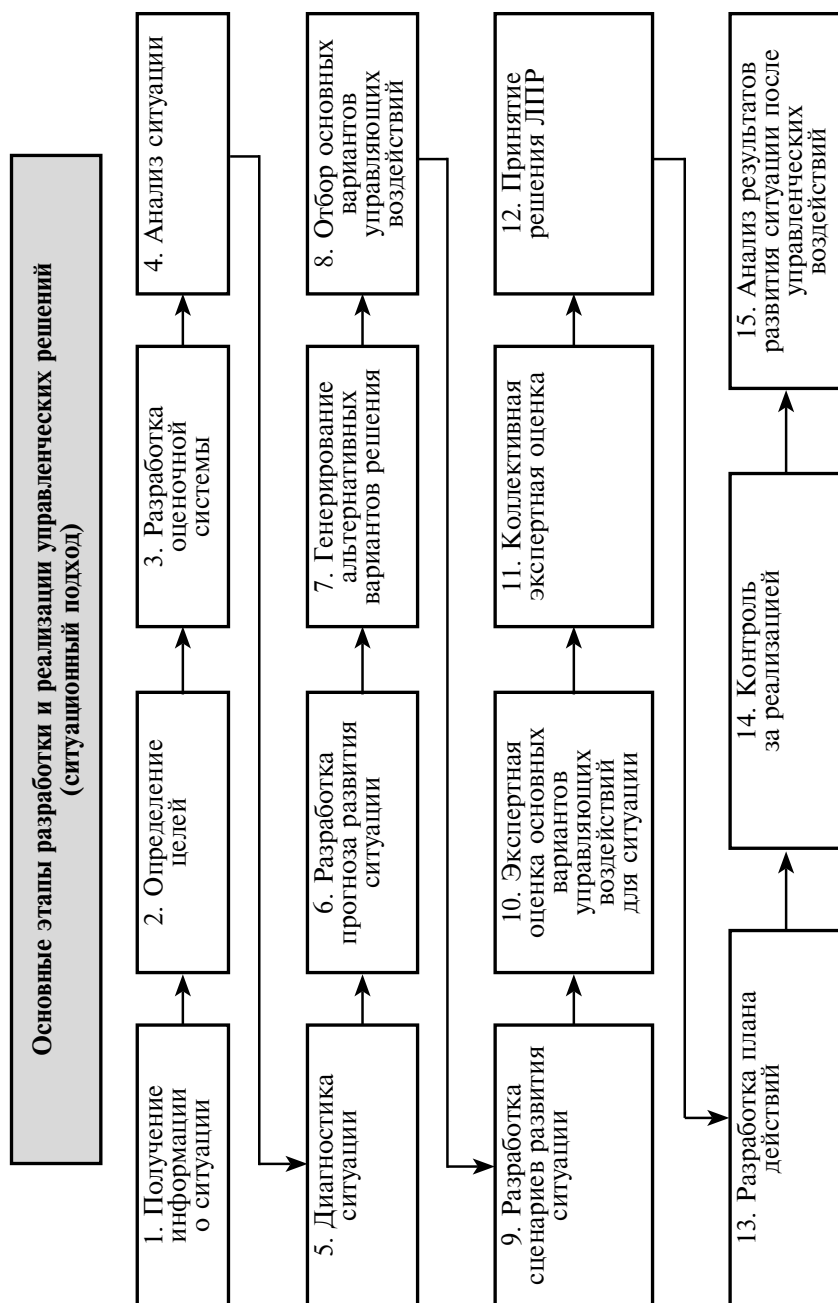 Основные этапы разработки и реализации управленческих решений
(ситуационный подход)
1. Получение
информации
о ситуации
2. Определение
целей
3. Разработка
оценочной
системы
4. Анализ ситуации
5. Диагностика
ситуации
6. Разработка
прогноза развития
ситуации
7. Генерирование
альтернативных
вариантов решения
8. Отбор основных
вариантов
управляющих
воздействий
9. Разработка
сценариев развития
ситуации
10. Экспертная
оценка основных
вариантов
управляющих
воздействий
для ситуации
11. Коллективная
экспертная оценка
12. Принятие
решения ЛПР
13. Разработка плана
действий
14. Контроль
за реализацией
15. Анализ результатов
развития ситуации после
управленческих
воздействий